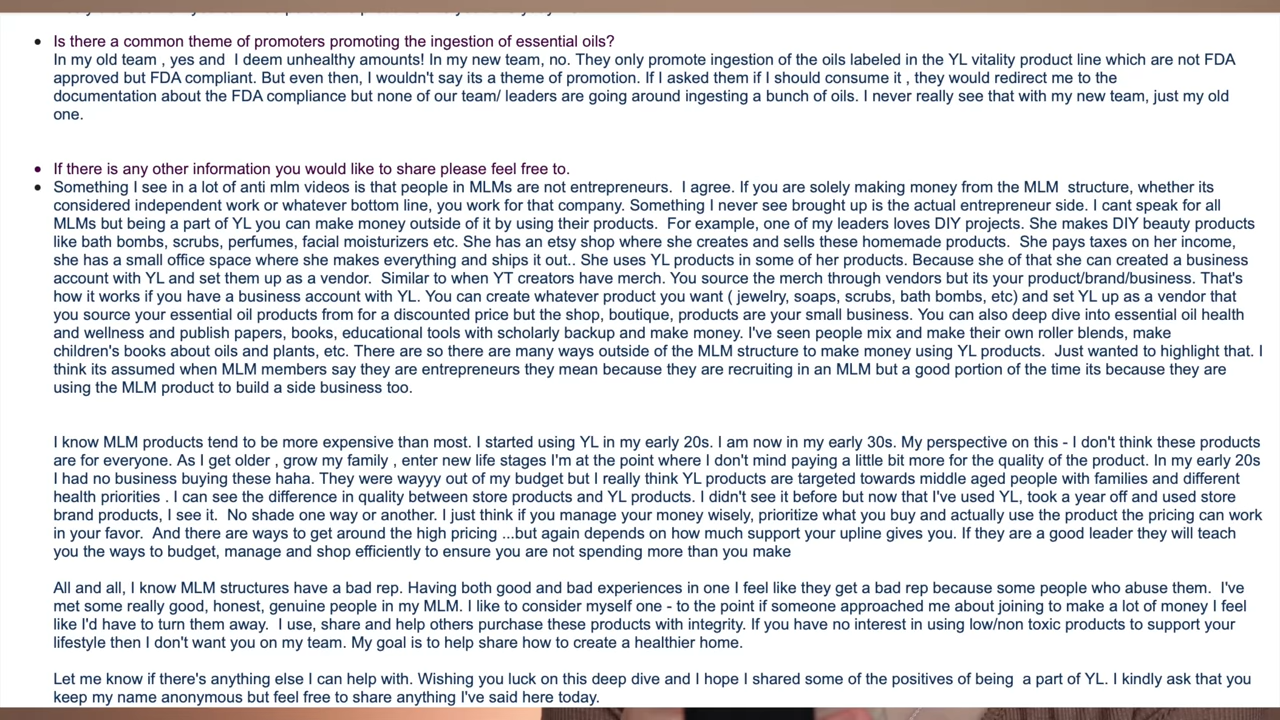 Is there a common theme of promoters promoting the ingestion of essential oils?
In my old team , yes and  I deem unhealthy amounts! In my new team, no. They only promote ingestion of the oils labeled in the YL vitality product line which are not FDA
approved but FDA compliant. But even then, I wouldn't say its a theme of promotion. If I asked them if I should consume it , they would redirect me to the
documentation about the FDA compliance but none of our team/ leaders are going around ingesting a bunch of oils. I never really see that with my new team, just my old
one.
If there is any other information you would like to share please feel free to.
Something I see in a lot of anti mlm videos is that people in MLMs are not entrepreneurs.  I agree. If you are solely making money from the MLM  structure, whether its
considered independent work or whatever bottom line, you work for that company. Something I never see brought up is the actual entrepreneur side. I cant speak for all
MLMs but being a part of YL you can make money outside of it by using their products.  For example, one of my leaders loves DIY projects. She makes DIY beauty products
like bath bombs, scrubs, perfumes, facial moisturizers etc. She has an etsy shop where she creates and sells these homemade products.  She pays taxes on her income,
she has a small office space where she makes everything and ships it out.. She uses YL products in some of her products. Because she of that she can created a business
account with YL and set them up as a vendor.  Similar to when YT creators have merch. You source the merch through vendors but its your product/brand/business. That's
how it works if you have a business account with YL. You can create whatever product you want ( jewelry, soaps, scrubs, bath bombs, etc) and set YL up as a vendor that
you source your essential oil products from for a discounted price but the shop, boutique, products are your small business. You can also deep dive into essential oil health
and wellness and publish papers, books, educational tools with scholarly backup and make money. I've seen people mix and make their own roller blends, make
children's books about oils and plants, etc. There are so there are many ways outside of the MLM structure to make money using YL products.  Just wanted to highlight that. I
think its assumed when MLM members say they are entrepreneurs they mean because they are recruiting in an MLM but a good portion of the time its because they are
using the MLM product to build a side business too.
I know MLM products tend to be more expensive than most. I started using YL in my early 20s. I am now in my early 30s. My perspective on this - I don't think these products
are for everyone. As I get older , grow my family , enter new life stages I'm at the point where I don't mind paying a little bit more for the quality of the product. In my early 20s
I had no business buying these haha. They were wayyy out of my budget but I really think YL products are targeted towards middle aged people with families and different
health priorities . I can see the difference in quality between store products and YL products. I didn't see it before but now that I've used YL, took a year off and used store
brand products, I see it.  No shade one way or another. I just think if you manage your money wisely, prioritize what you buy and actually use the product the pricing can work
in your favor.  And there are ways to get around the high pricing ...but again depends on how much support your upline gives you. If they are a good leader they will teach
you the ways to budget, manage and shop efficiently to ensure you are not spending more than you make
All and all, I know MLM structures have a bad rep. Having both good and bad experiences in one I feel like they get a bad rep because some people who abuse them.  I've
met some really good, honest, genuine people in my MLM. I like to consider myself one - to the point if someone approached me about joining to make a lot of money I feel
like I'd have to turn them away.  I use, share and help others purchase these products with integrity. If you have no interest in using low/non toxic products to support your
lifestyle then I don't want you on my team. My goal is to help share how to create a healthier home.
Let me know if there's anything else I can help with. Wishing you luck on this deep dive and I hope I shared some of the positives of being  a part of YL. I kindly ask that you
keep my name anonymous but feel free to share anything I've said here today.